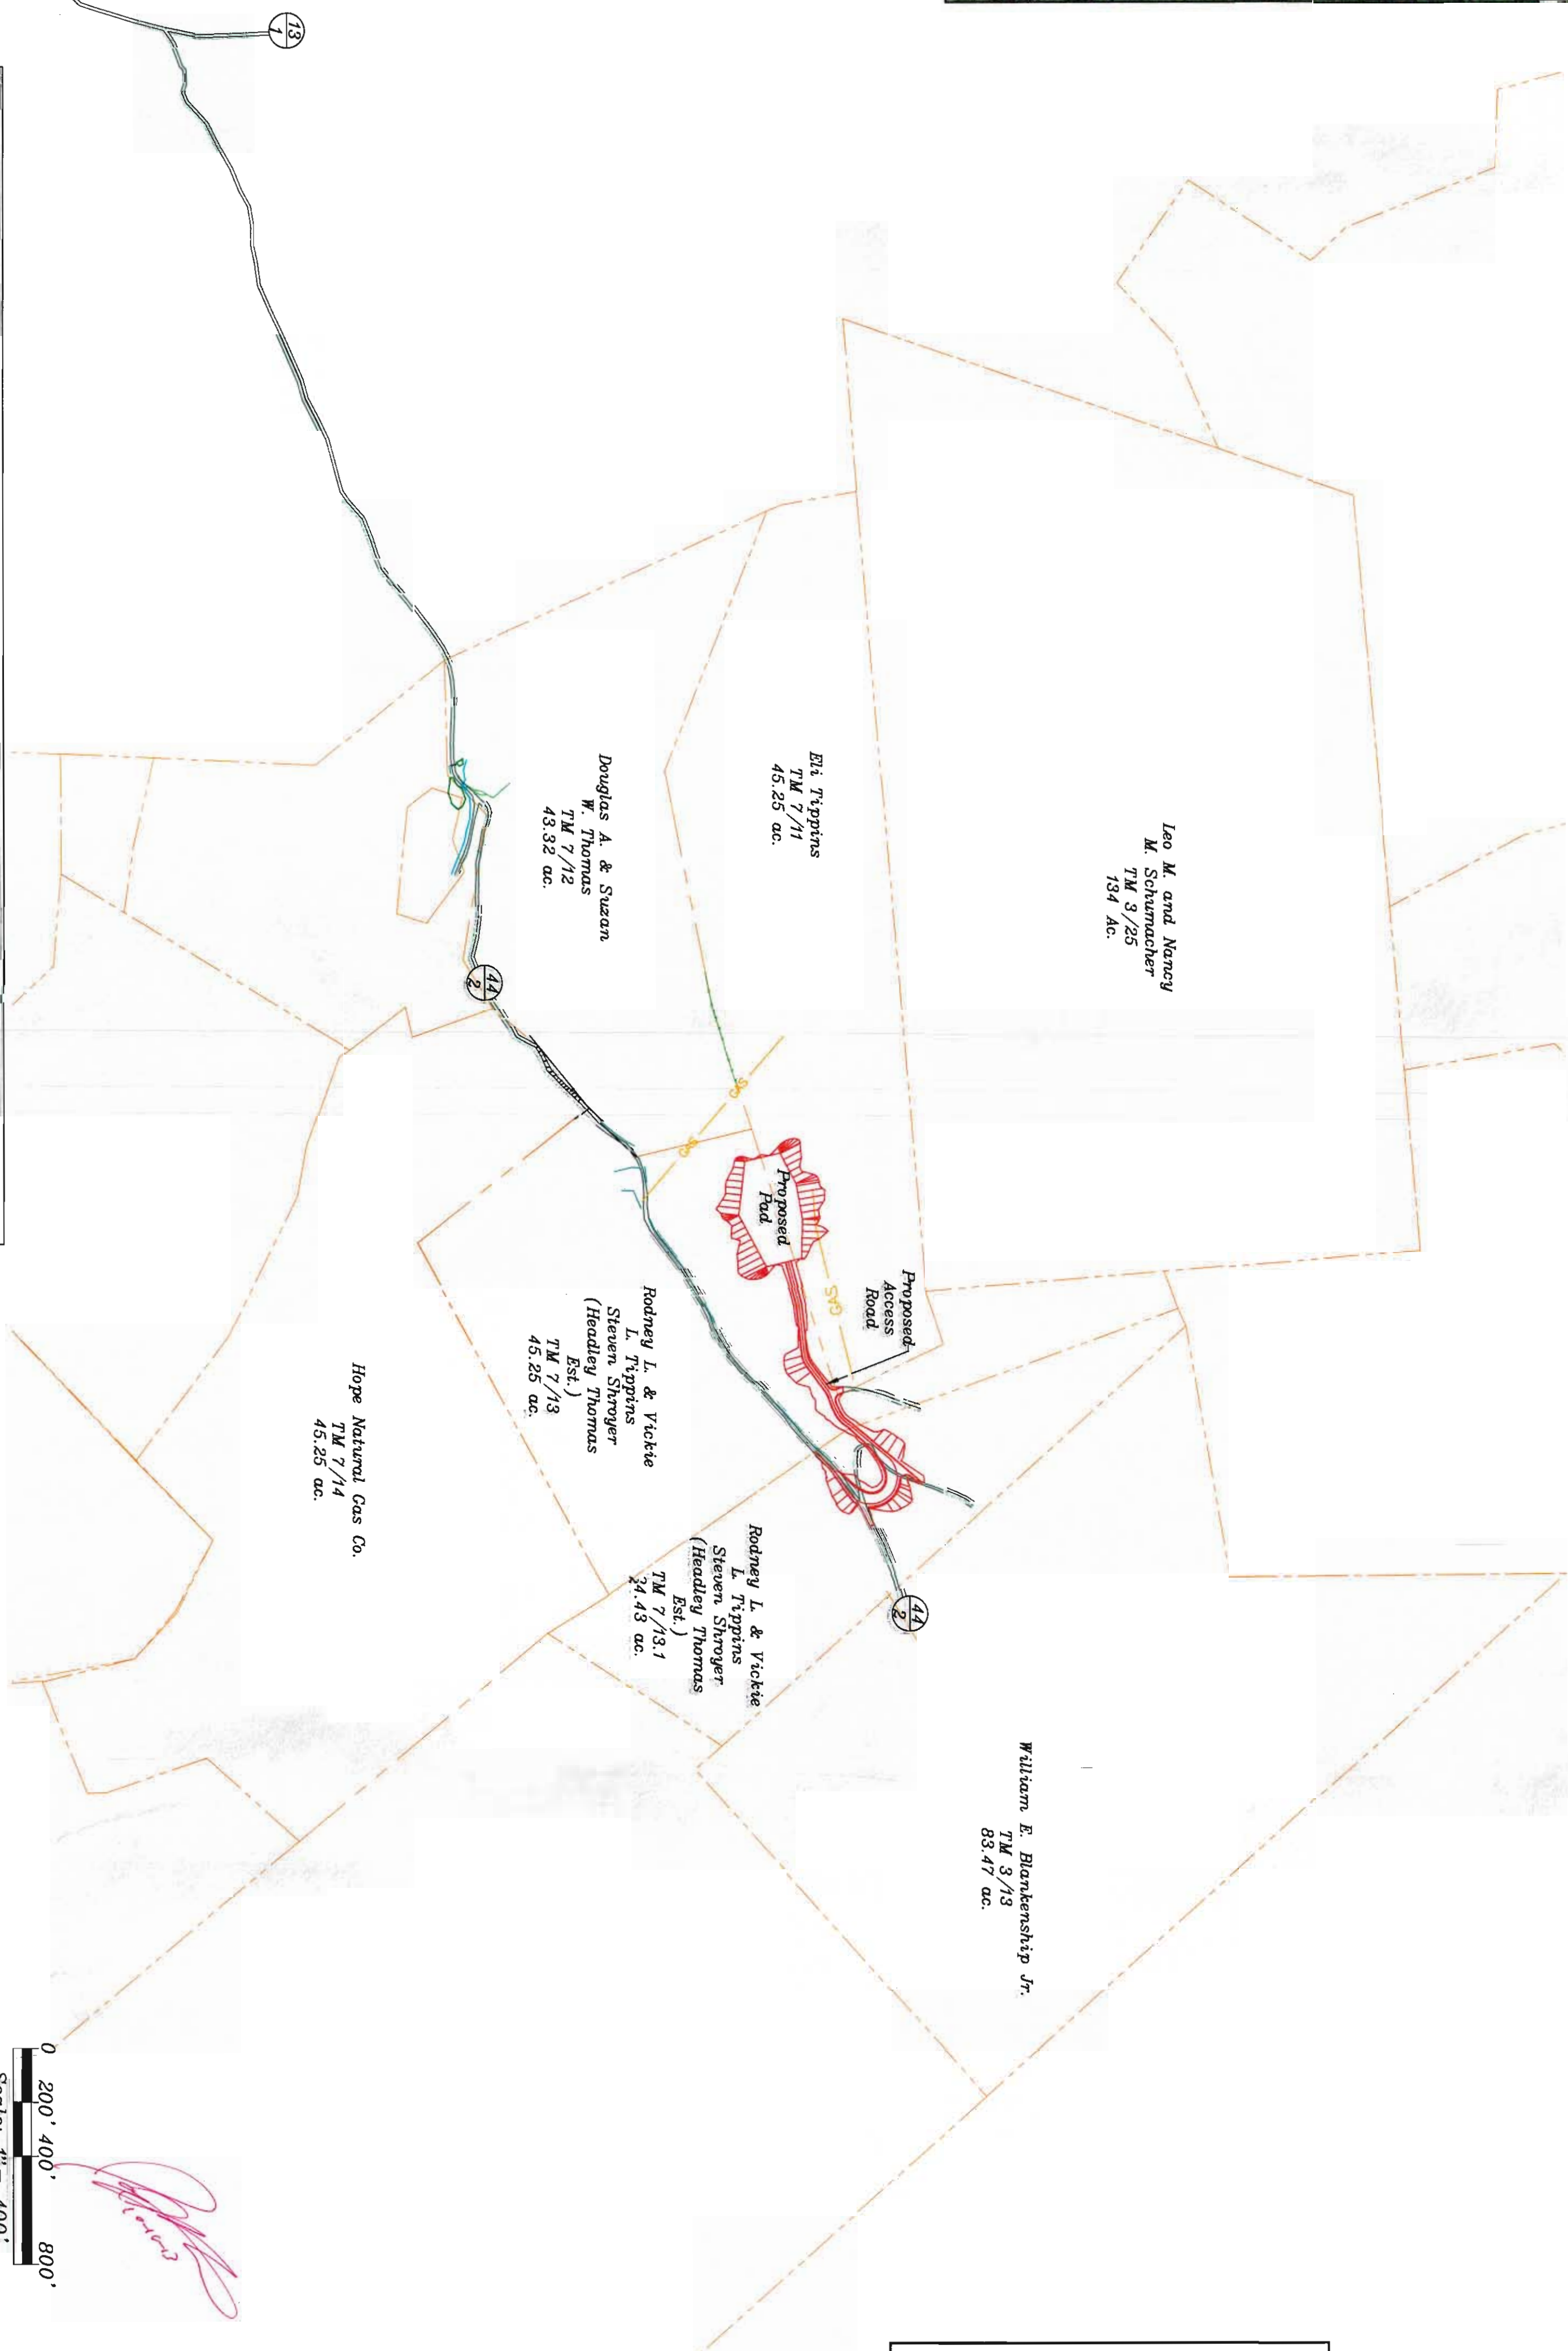 13
1
Leo M. and Nancy
M. Schumacher
TM 3/25
134 Ac.
Eli Tippins
TM 7/11
45.25 ac.
Douglas A. & Suzan
W. Thomas
TM 7/12
43.32 ac.
44
2
GAS
GAS
Proposed
Pad
GAS
Proposed
Access
Road
Rodney L. & Vickie
L. Tippins
Steven Shroyer
(Headley Thomas
Est.)
TM 7/13
45.25 ac.
Hope Natural Gas Co.
TM 7/14
45.25 ac.
Rodney L. & Vickie
L. Tippins
Steven Shroyer
(Headley Thomas
Est.)
TM 7/13.1
24.43 ac.
44
2
William E. Blankenship Jr.
TM 3/13
83.47 ac.
0 200' 400' 800'
Scale: 1"= 400'